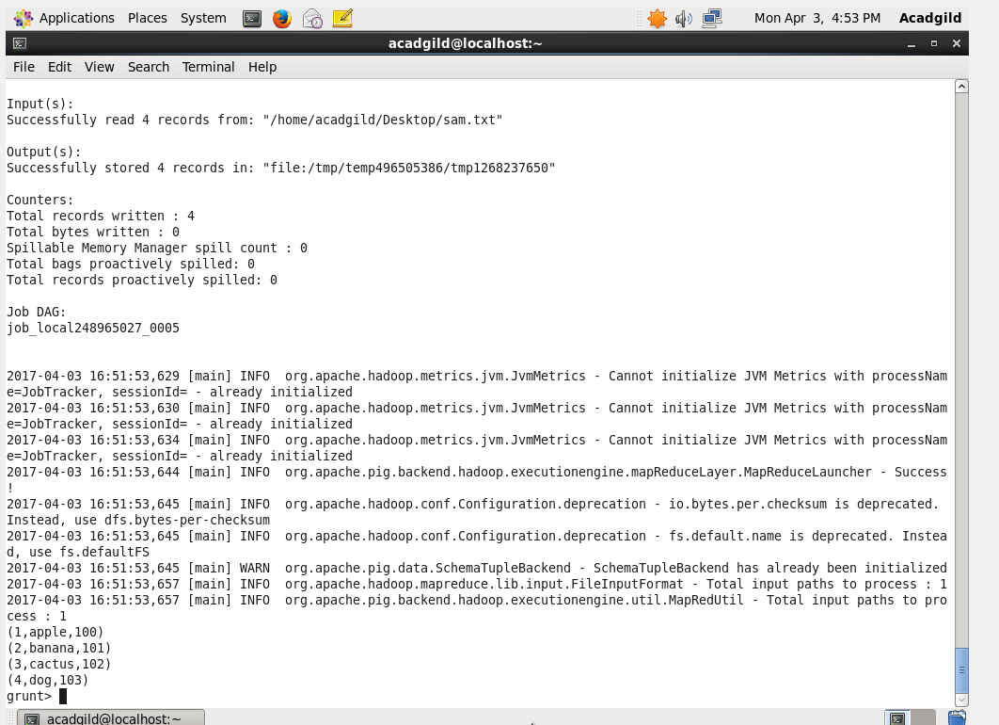 Applications Places System Mon Apr 3, 4:53 PM Acadgild
acadgild@localhost:~
File Edit View Search Terminal Help
Input(s):
Successfully read 4 records from: "/home/acadgild/Desktop/sam.txt"
Output(s):
Successfully stored 4 records in: "file:/tmp/temp496505386/tmp1268237650"
Counters:
Total records written : 4
Total bytes written : 0
Spillable Memory Manager spill count : 0
Total bags proactively spilled: 0
Total records proactively spilled: 0
Job DAG:
job_local248965027_0005
2017-04-03 16:51:53,629 [main] INFO  org.apache.hadoop.metrics.jvm.JvmMetrics - Cannot initialize JVM Metrics with processNam
e=JobTracker, sessionId= - already initialized
2017-04-03 16:51:53,630 [main] INFO  org.apache.hadoop.metrics.jvm.JvmMetrics - Cannot initialize JVM Metrics with processNam
e=JobTracker, sessionId= - already initialized
2017-04-03 16:51:53,634 [main] INFO  org.apache.hadoop.metrics.jvm.JvmMetrics - Cannot initialize JVM Metrics with processNam
e=JobTracker, sessionId= - already initialized
2017-04-03 16:51:53,644 [main] INFO  org.apache.pig.backend.hadoop.executionengine.mapReduceLayer.MapReduceLauncher - Success
!
2017-04-03 16:51:53,645 [main] INFO  org.apache.hadoop.conf.Configuration.deprecation - io.bytes.per.checksum is deprecated.
Instead, use dfs.bytes-per-checksum
2017-04-03 16:51:53,645 [main] INFO  org.apache.hadoop.conf.Configuration.deprecation - fs.default.name is deprecated. Instea
d, use fs.defaultFS
2017-04-03 16:51:53,645 [main] WARN  org.apache.pig.data.SchemaTupleBackend - SchemaTupleBackend has already been initialized
2017-04-03 16:51:53,657 [main] INFO  org.apache.hadoop.mapreduce.lib.input.FileInputFormat - Total input paths to process : 1
2017-04-03 16:51:53,657 [main] INFO  org.apache.pig.backend.hadoop.executionengine.util.MapRedUtil - Total input paths to pro
cess : 1
(1,apple,100)
(2,banana,101)
(3,cactus,102)
(4,dog,103)
grunt>
acadgild@localhost:~